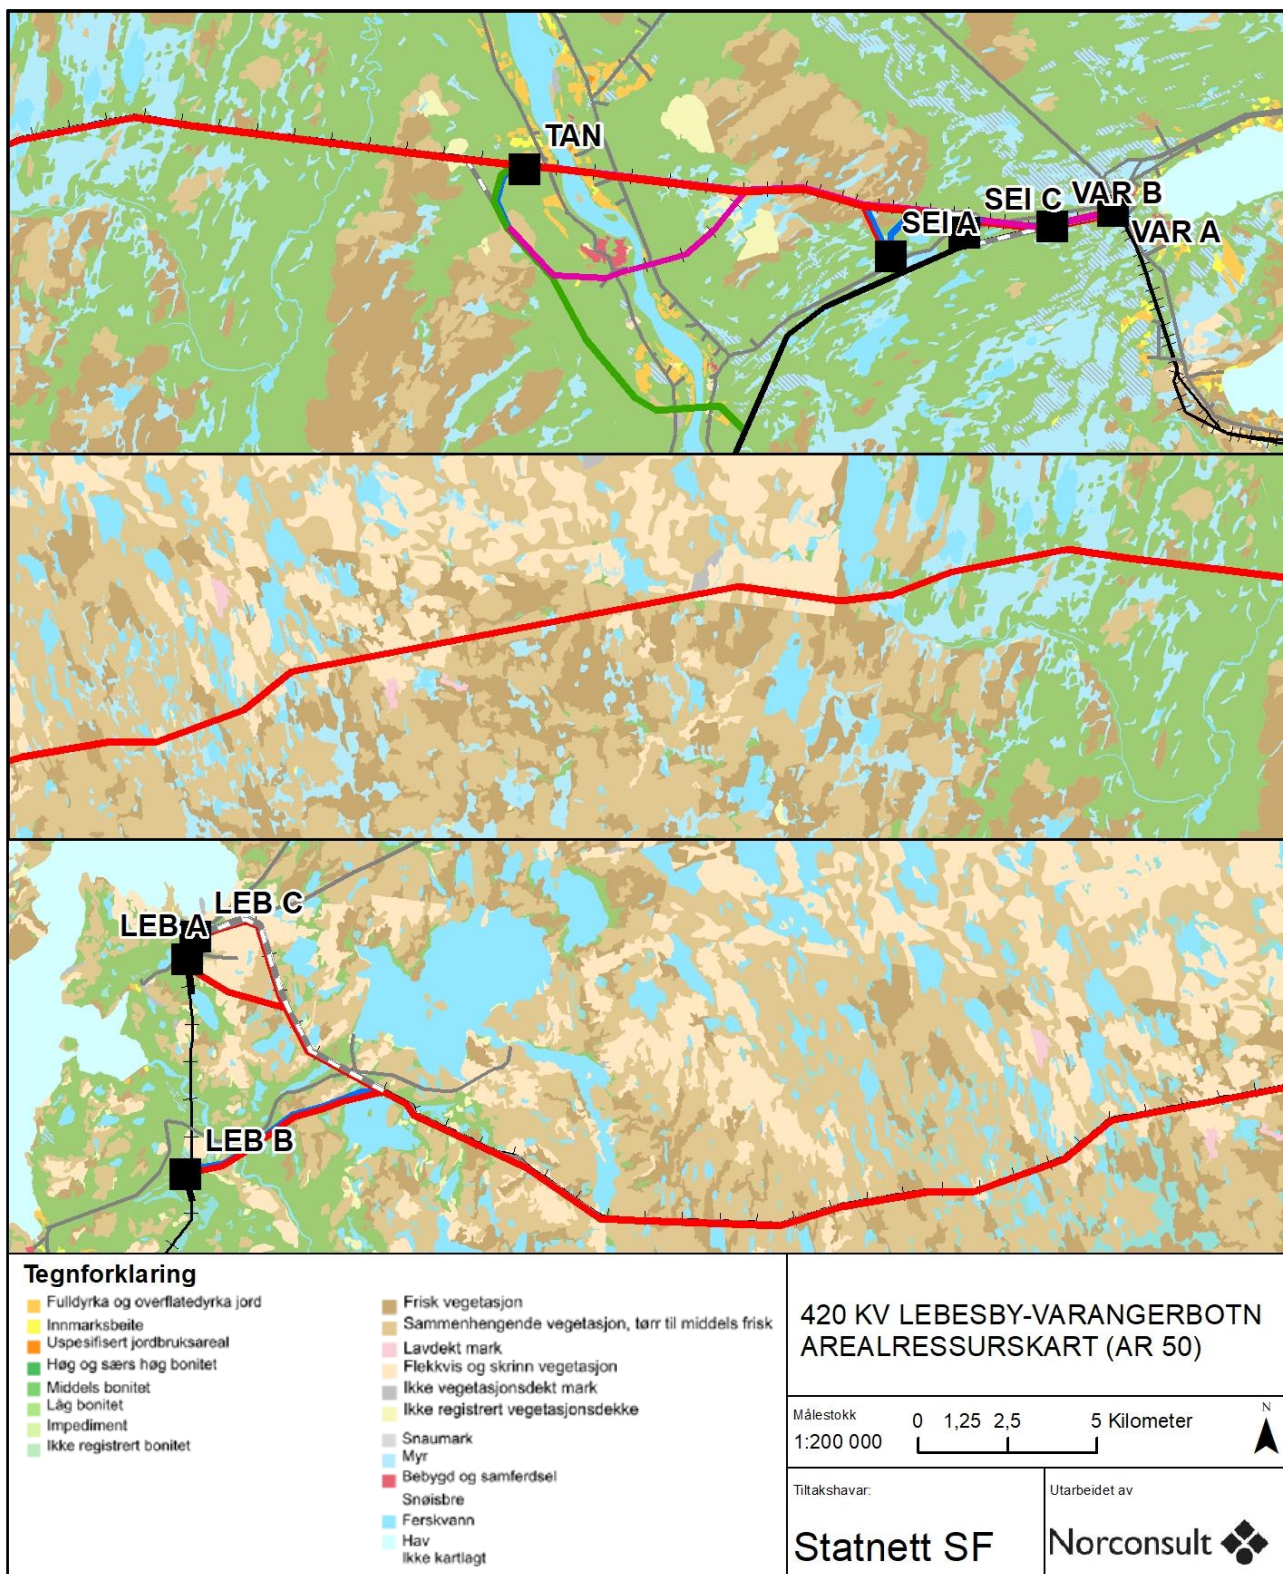 TAN
SEI A
SEI C
VAR B
VAR A
LEB A
LEB C
LEB B
Tegnforklaring
Fulldyrka og overflatedyrka jord
Innmarksbeite
Uspesifisert jordbruksareal
Høg og særs høg bonitet
Middels bonitet
Låg bonitet
Impediment
Ikke registrert bonitet
Frisk vegetasjon
Sammenhengende vegetasjon, tørr til middels frisk
Lavdekt mark
Flekkvis og skrinn vegetasjon
Ikke vegetasjonsdekt mark
Ikke registrert vegetasjonsdekke
Snaumark
Myr
Bebygd og samferdsel
Snøisbre
Ferskvann
Hav
Ikke kartlagt
420 KV LEBESBY-VARANGERBOTN
AREALRESSURSKART (AR 50)
Målestokk
1:200 000
0 1,25 2,5 5 Kilometer
N
Tiltakshavar:
Statnett SF
Utarbeidet av
Norconsult